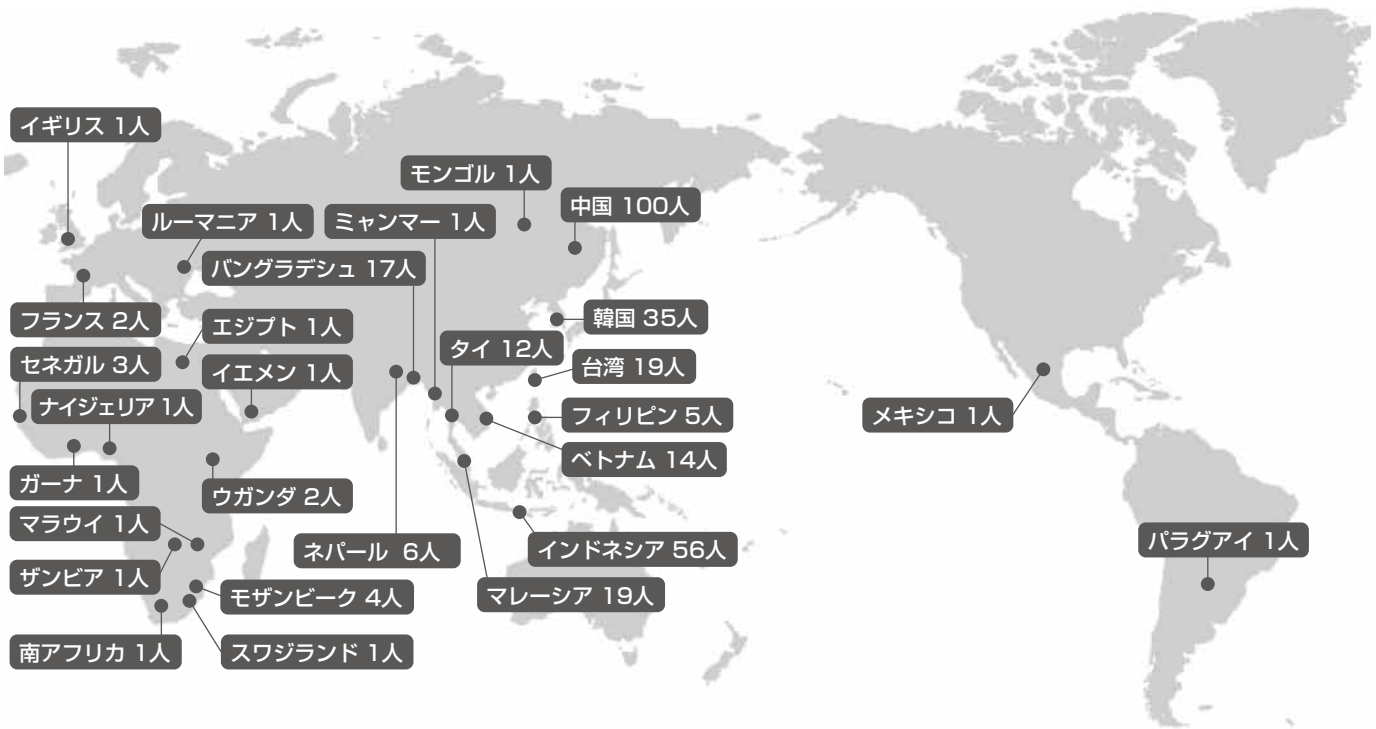 イギリス 1人
モンゴル 1人
中国 100人
ルーマニア 1人
ミャンマー 1人
バングラデシュ 17人
フランス 2人
エジプト 1人
韓国 35人
タイ 12人
セネガル 3人
イエメン 1人
台湾 19人
ナイジェリア 1人
フィリピン 5人
メキシコ 1人
ベトナム 14人
ガーナ 1人
ウガンダ 2人
マラウイ 1人
ネパール 6人
インドネシア 56人
パラグアイ 1人
ザンビア 1人
モザンビーク 4人
マレーシア 19人
南アフリカ 1人
スワジランド 1人